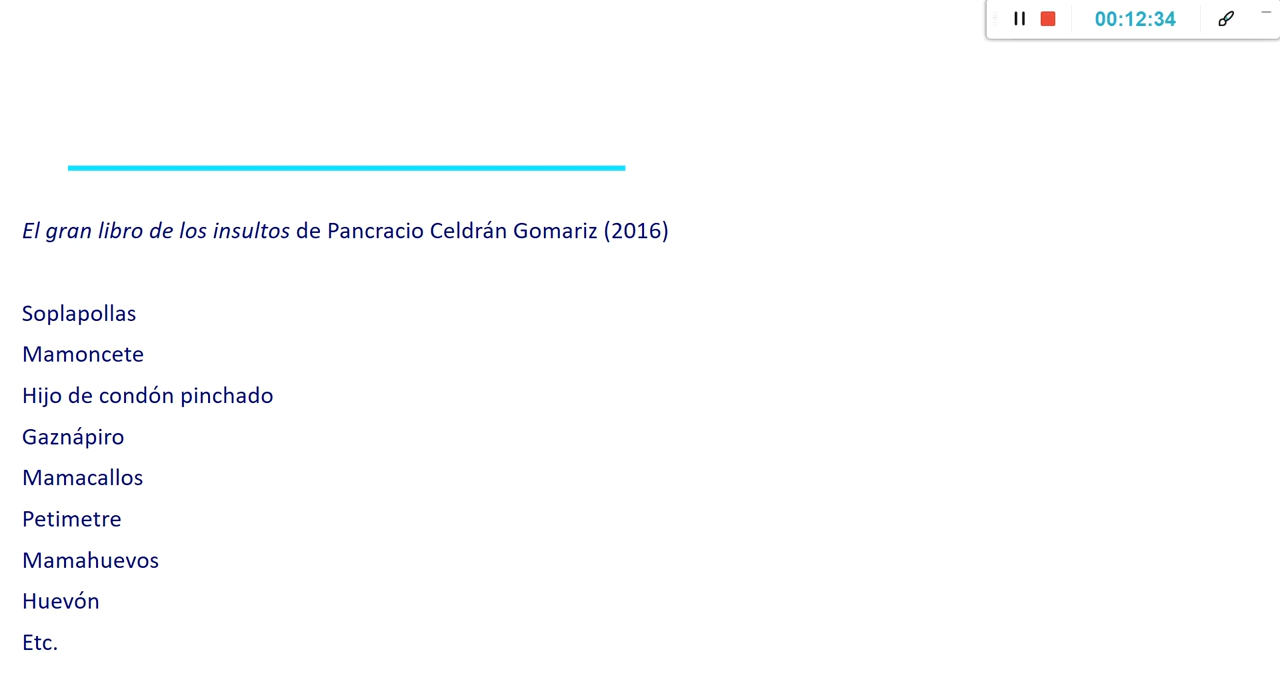 00:12:34
El gran libro de los insultos de Pancracio Celdrán Gomariz (2016)
Soplapollas
Mamoncete
Hijo de condón pinchado
Gaznápiro
Mamacallos
Petimetre
Mamahuevos
Huevón
Etc.